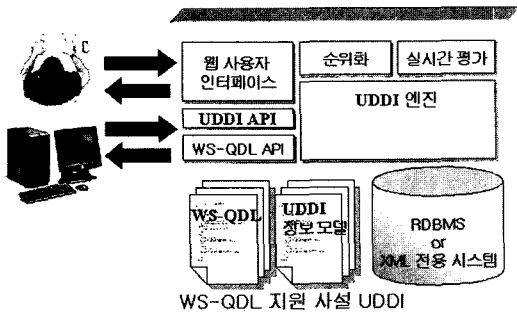 웹 사용자
인터페이스
순위화
실시간 평가
UDDI 엔진
UDDI API
WS-QDL API
WS-QDL
UDDI
정보 모델
RDBMS
or
XML 전용 시스템
WS-QDL 지원 사설 UDDI